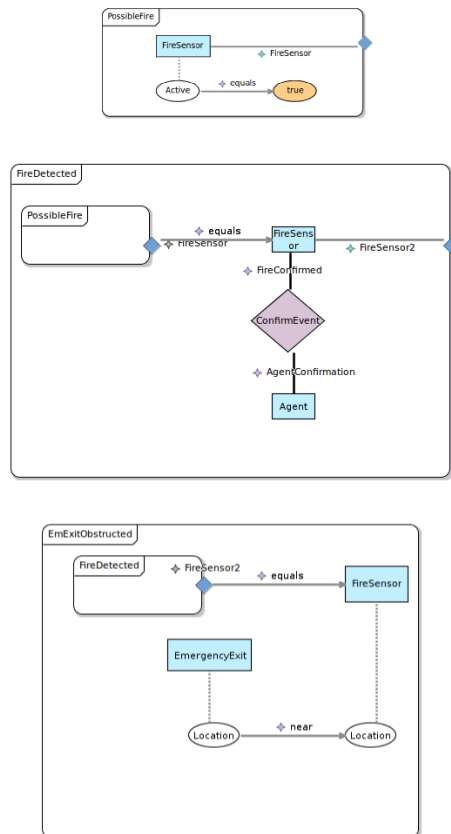 PossibleFire
FireSensor
FireSensor
equals
Active
true
FireDetected
PossibleFire
equals
FireSensor
FireSens
or
FireSensor2
FireConfirmed
ConfirmEvent
AgentConfirmation
Agent
EmExitObstructed
FireDetected
FireSensor2
equals
FireSensor
EmergencyExit
Location
near
Location